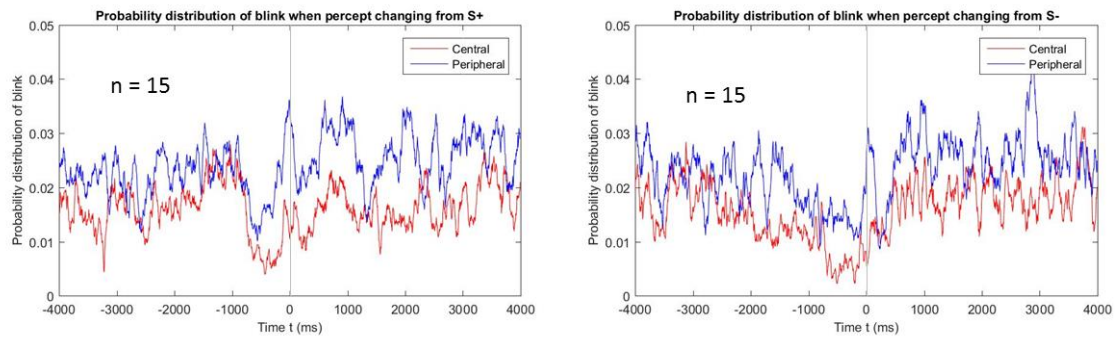 Probability distribution of blink when percept changing from S+
0.05
0.04
0.03
0.02
0.01
0
Probability distribution of blink
n = 15
Central
Peripheral
-4000 -3000 -2000 -1000 0 1000 2000 3000 4000
Time t (ms)
Probability distribution of blink when percept changing from S-
0.05
0.04
0.03
0.02
0.01
0
Probability distribution of blink
n = 15
Central
Peripheral
-4000 -3000 -2000 -1000 0 1000 2000 3000 4000
Time t (ms)